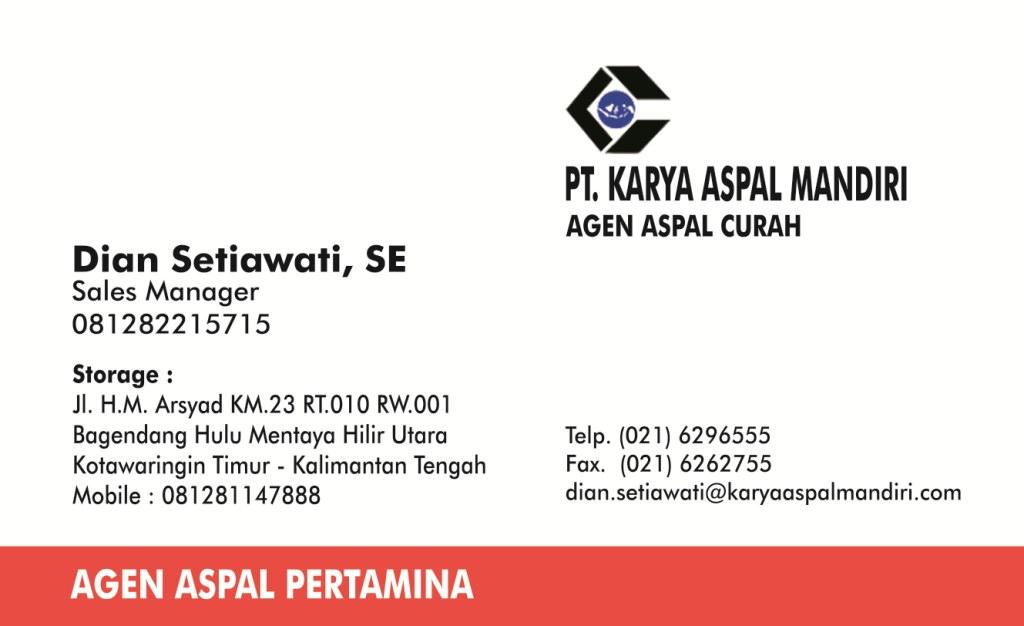 PT. KARYA ASPAL MANDIRI
AGEN ASPAL CURAH
Dian Setiawati, SE
Sales Manager
081282215715
Storage :
Jl. H.M. Arsyad KM.23 RT.010 RW.001
Bagendang Hulu Mentaya Hilir Utara
Kotawaringin Timur - Kalimantan Tengah
Mobile : 081281147888
Telp. (021) 6296555
Fax. (021) 6262755
dian.setiawati@karyaaspalmandiri.com
AGEN ASPAL PERTAMINA